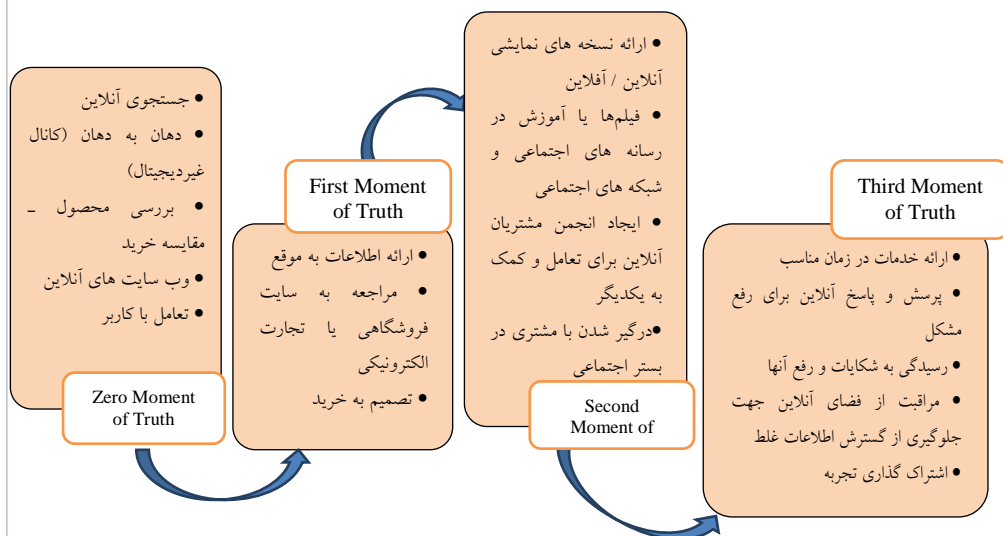 • جستجوی آنلاین
• دهان به دهان (کانال
غیردیجیتال)
• بررسی محصول ـ
مقایسه خرید
• وب سایت های آنلاین
• تعامل با کاربر
Zero Moment
of Truth
First Moment
of Truth
• ارائه اطلاعات به موقع
• مراجعه به سایت
فروشگاهی یا تجارت
الکترونیکی
• تصمیم به خرید
• ارائه نسخه های نمایشی
آنلاین / آفلاین
• فیلم‌ها یا آموزش در
رسانه های اجتماعی و
شبکه های اجتماعی
• ایجاد انجمن مشتریان
آنلاین برای تعامل و کمک
به یکدیگر
•درگیر شدن با مشتری در
بستر اجتماعی
Second
Moment of
Third Moment
of Truth
• ارائه خدمات در زمان مناسب
• پرسش و پاسخ آنلاین برای رفع
مشکل
• رسیدگی به شکایات و رفع آنها
• مراقبت از فضای آنلاین جهت
جلوگیری از گسترش اطلاعات غلط
• اشتراک گذاری تجربه